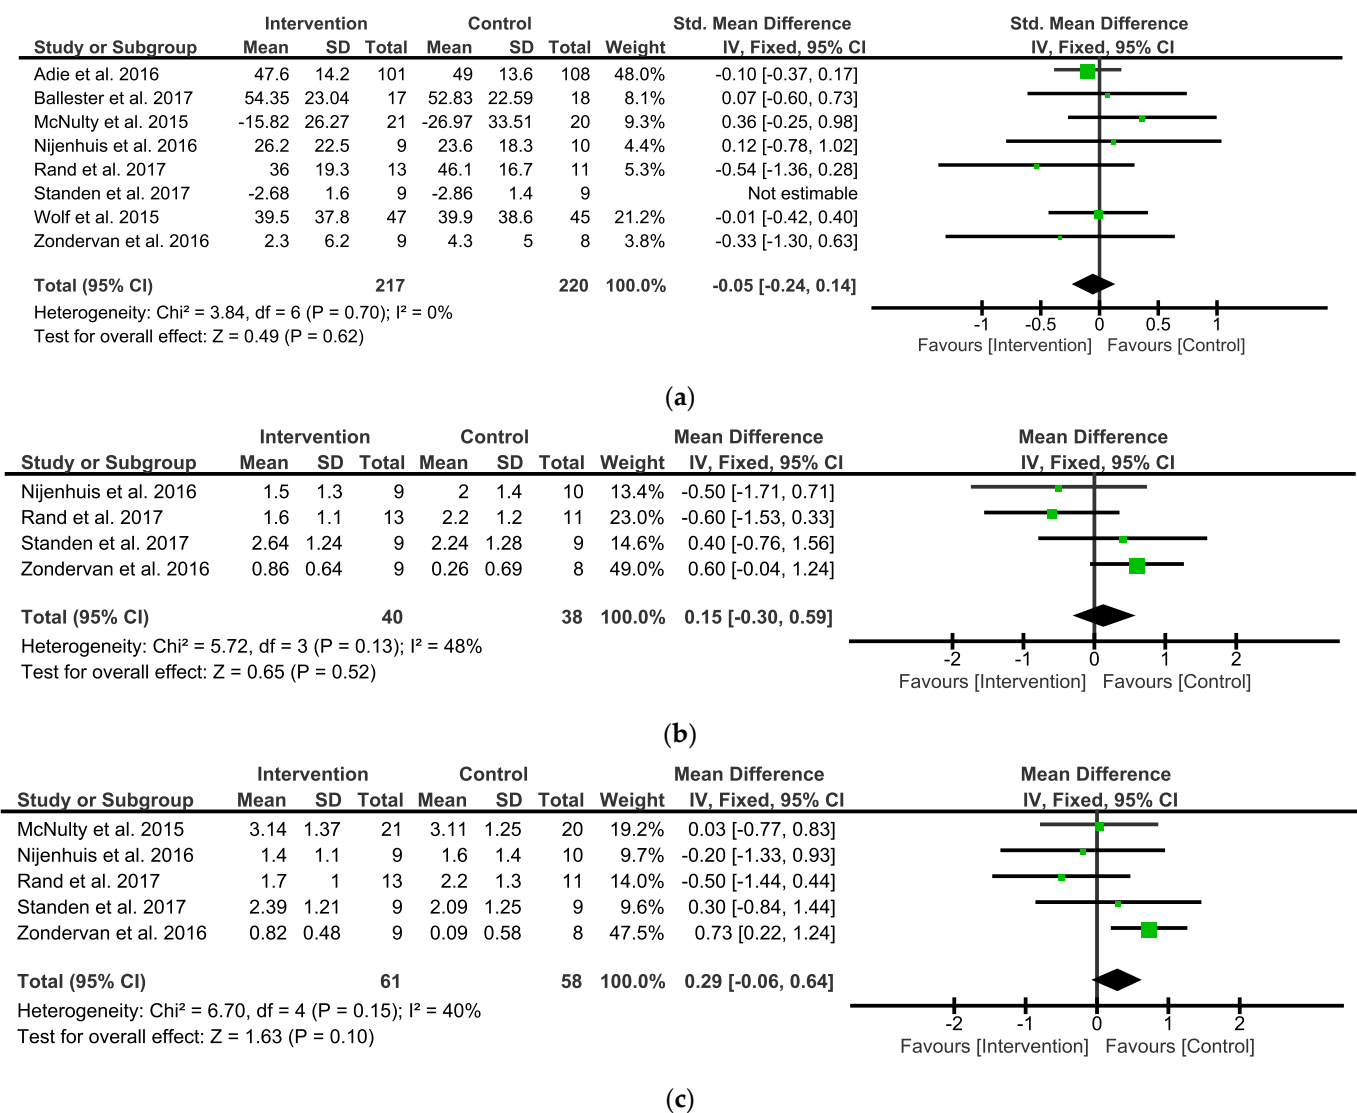 Intervention Control Std. Mean Difference Std. Mean Difference
Study or Subgroup Mean SD Total Mean SD Total Weight IV, Fixed, 95% CI IV, Fixed, 95% CI
Adie et al. 2016 47.6 14.2 101 49 13.6 108 48.0% -0.10 [-0.37, 0.17]
Ballester et al. 2017 54.35 23.04 17 52.83 22.59 18 8.1% 0.07 [-0.60, 0.73]
McNulty et al. 2015 -15.82 26.27 21 -26.97 33.51 20 9.3% 0.36 [-0.25, 0.98]
Nijenhuis et al. 2016 26.2 22.5 9 23.6 18.3 10 4.4% 0.12 [-0.78, 1.02]
Rand et al. 2017 36 19.3 13 46.1 16.7 11 5.3% -0.54 [-1.36, 0.28]
Standen et al. 2017 -2.68 1.6 9 -2.86 1.4 9 Not estimable
Wolf et al. 2015 39.5 37.8 47 39.9 38.6 45 21.2% -0.01 [-0.42, 0.40]
Zondervan et al. 2016 2.3 6.2 9 4.3 5 8 3.8% -0.33 [-1.30, 0.63]
Total (95% CI) 217 220 100.0% -0.05 [-0.24, 0.14]
Heterogeneity: Chi² = 3.84, df = 6 (P = 0.70); I² = 0%
Test for overall effect: Z = 0.49 (P = 0.62)
-1 -0.5 0 0.5 1
Favours [Intervention] Favours [Control]
(a)
Intervention Control Mean Difference Mean Difference
Study or Subgroup Mean SD Total Mean SD Total Weight IV, Fixed, 95% CI IV, Fixed, 95% CI
Nijenhuis et al. 2016 1.5 1.3 9 2 1.4 10 13.4% -0.50 [-1.71, 0.71]
Rand et al. 2017 1.6 1.1 13 2.2 1.2 11 23.0% -0.60 [-1.53, 0.33]
Standen et al. 2017 2.64 1.24 9 2.24 1.28 9 14.6% 0.40 [-0.76, 1.56]
Zondervan et al. 2016 0.86 0.64 9 0.26 0.69 8 49.0% 0.60 [-0.04, 1.24]
Total (95% CI) 40 38 100.0% 0.15 [-0.30, 0.59]
Heterogeneity: Chi² = 5.72, df = 3 (P = 0.13); I² = 48%
Test for overall effect: Z = 0.65 (P = 0.52)
-2 -1 0 1 2
Favours [Intervention] Favours [Control]
(b)
Intervention Control Mean Difference Mean Difference
Study or Subgroup Mean SD Total Mean SD Total Weight IV, Fixed, 95% CI IV, Fixed, 95% CI
McNulty et al. 2015 3.14 1.37 21 3.11 1.25 20 19.2% 0.03 [-0.77, 0.83]
Nijenhuis et al. 2016 1.4 1.1 9 1.6 1.4 10 9.7% -0.20 [-1.33, 0.93]
Rand et al. 2017 1.7 1 13 2.2 1.3 11 14.0% -0.50 [-1.44, 0.44]
Standen et al. 2017 2.39 1.21 9 2.09 1.25 9 9.6% 0.30 [-0.84, 1.44]
Zondervan et al. 2016 0.82 0.48 9 0.09 0.58 8 47.5% 0.73 [0.22, 1.24]
Total (95% CI) 61 58 100.0% 0.29 [-0.06, 0.64]
Heterogeneity: Chi² = 6.70, df = 4 (P = 0.15); I² = 40%
Test for overall effect: Z = 1.63 (P = 0.10)
-2 -1 0 1 2
Favours [Intervention] Favours [Control]
(c)